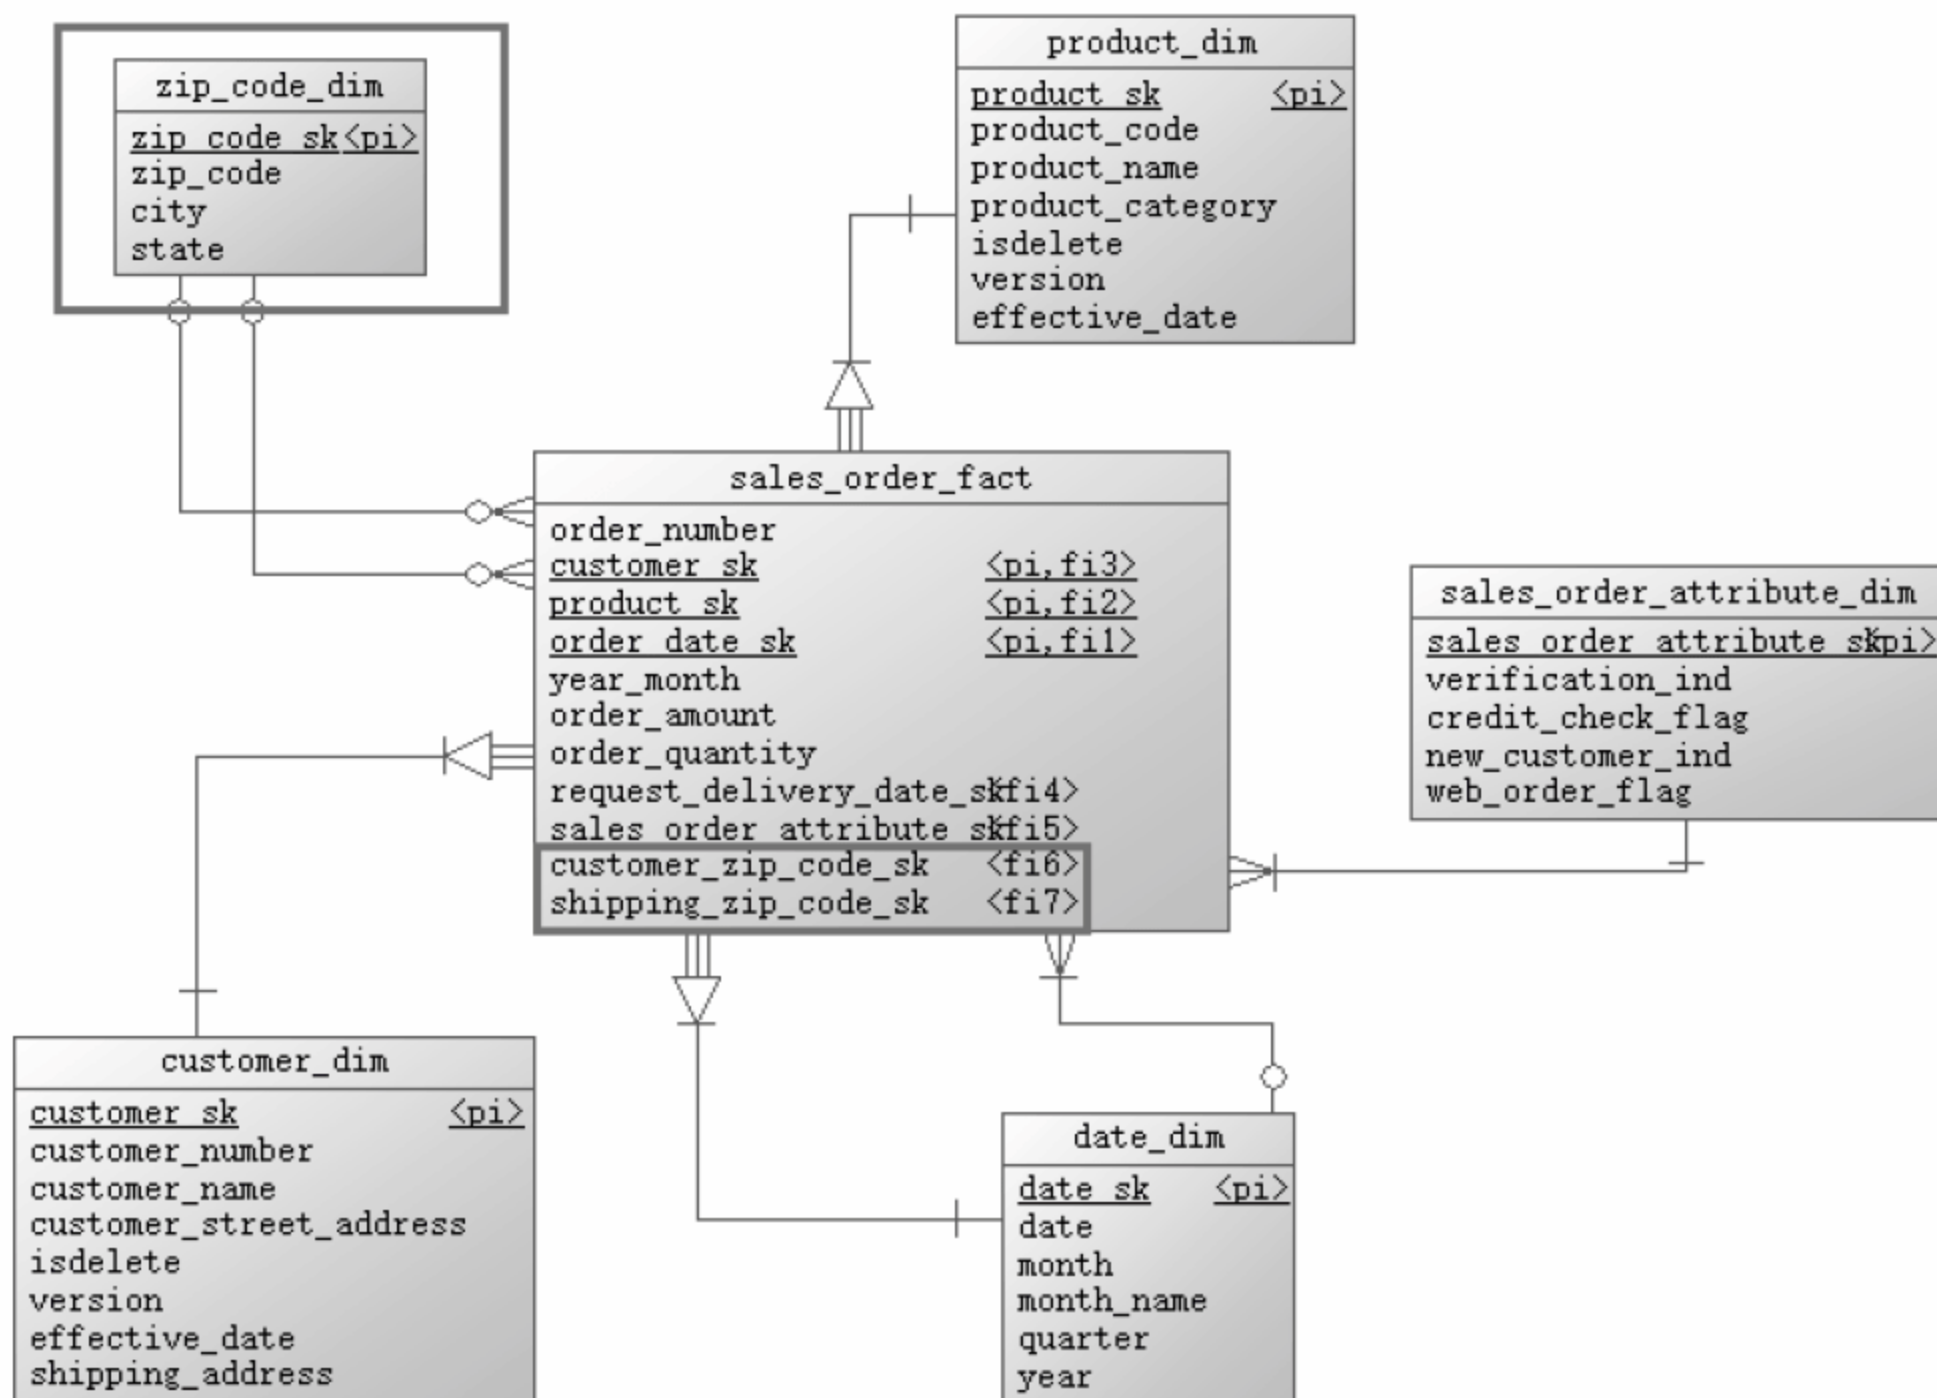 zip_code_dim
zip_code_sk <pi>
zip_code
city
state
product_dim
product_sk <pi>
product_code
product_name
product_category
isdelete
version
effective_date
sales_order_fact
order_number
customer_sk <pi,fi3>
product_sk <pi,fi2>
order_date_sk <pi,fi1>
year_month
order_amount
order_quantity
request_delivery_date_sk <fi4>
sales_order_attribute_sk <fi5>
customer_zip_code_sk <fi6>
shipping_zip_code_sk <fi7>
sales_order_attribute_dim
sales_order_attribute_sk <pi>
verification_ind
credit_check_flag
new_customer_ind
web_order_flag
customer_dim
customer_sk <pi>
customer_number
customer_name
customer_street_address
isdelete
version
effective_date
shipping_address
date_dim
date_sk <pi>
date
month
month_name
quarter
year